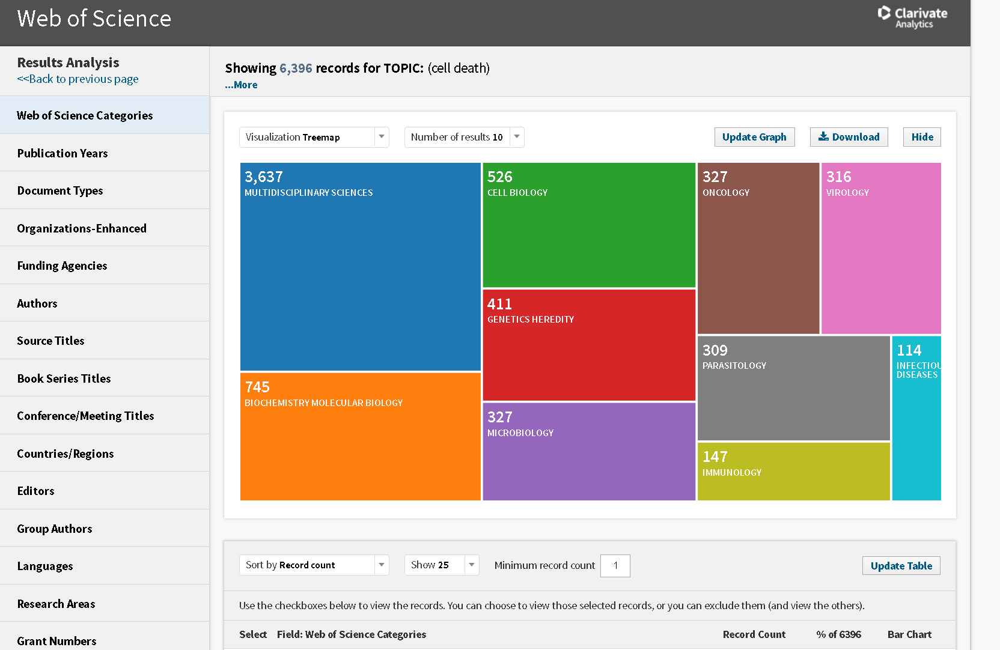 Web of Science
Clarivate
Analytics
Results Analysis
<<Back to previous page
Web of Science Categories
Publication Years
Document Types
Organizations-Enhanced
Funding Agencies
Authors
Source Titles
Book Series Titles
Conference/Meeting Titles
Countries/Regions
Editors
Group Authors
Languages
Research Areas
Grant Numbers
Showing 6,396 records for TOPIC: (cell death)
...More
Visualization Treemap
Number of results 10
Update Graph
Download
Hide
3,637
MULTIDISCIPLINARY SCIENCES
745
BIOCHEMISTRY MOLECULAR BIOLOGY
526
CELL BIOLOGY
411
GENETICS HEREDITY
327
MICROBIOLOGY
327
ONCOLOGY
316
VIROLOGY
309
PARASITOLOGY
147
IMMUNOLOGY
114
INFECTIOU
DISEASES
Sort by Record count
Show 25
Minimum record count 1
Update Table
Use the checkboxes below to view the records. You can choose to view those selected records, or you can exclude them (and view the others).
Select Field: Web of Science Categories Record Count % of 6396 Bar Chart